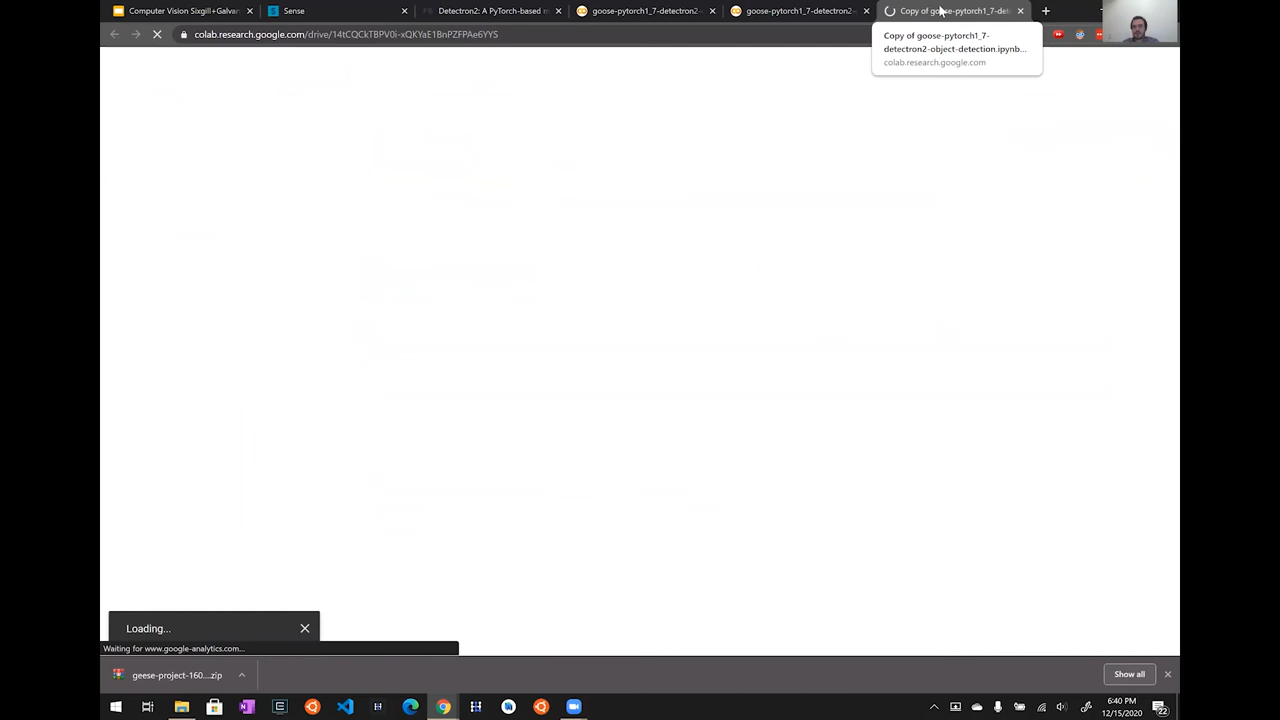 Computer Vision Sixgill+Galvan
Sense
Detectron2: A PyTorch-based m
goose-pytorch1_7-detectron2-
goose-pytorch1_7-detectron2-
Copy of goose-pytorch1_7-det
colab.research.google.com/drive/14tCQCkTBPV0i-xQKYaE1BnPZFPAe6YYS
Copy of goose-pytorch1_7-
detectron2-object-detection.ipynb...
colab.research.google.com
Loading...
Waiting for www.google-analytics.com...
geese-project-160....zip
Show all
6:40 PM
12/15/2020
22